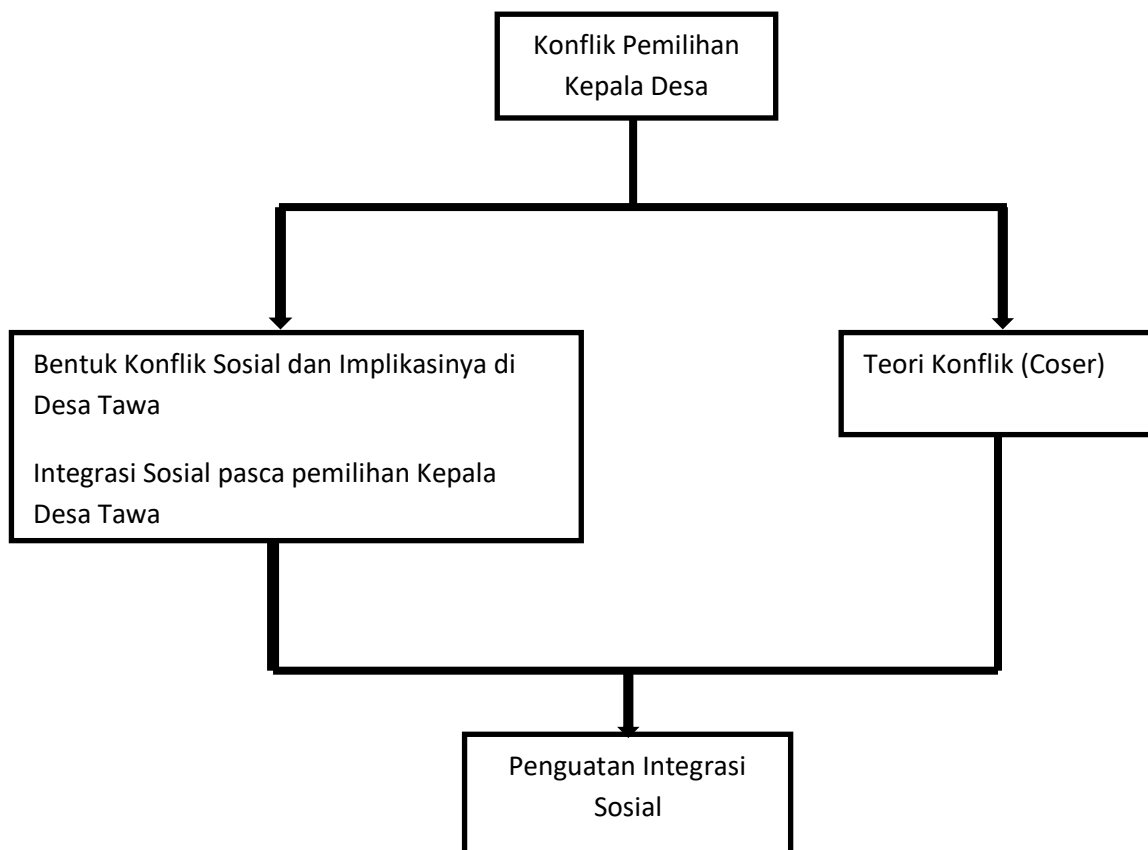 Konflik Pemilihan
Kepala Desa
Bentuk Konflik Sosial dan Implikasinya di
Desa Tawa
Integrasi Sosial pasca pemilihan Kepala
Desa Tawa
Teori Konflik (Coser)
Penguatan Integrasi
Sosial